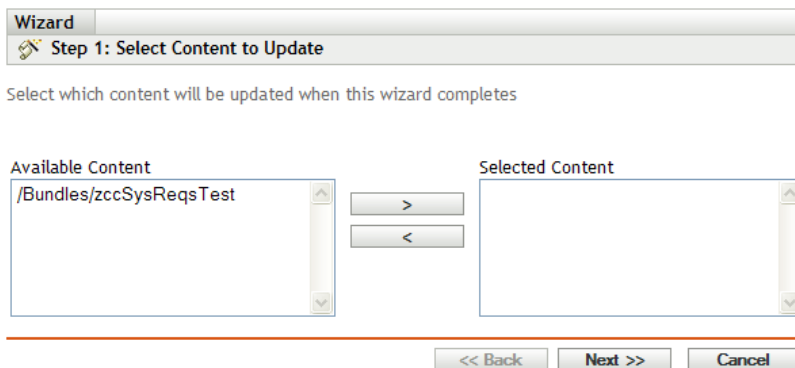 Wizard
Step 1: Select Content to Update
Select which content will be updated when this wizard completes
Available Content
Selected Content
/Bundles/zccSysReqsTest
>
<
<< Back
Next >>
Cancel